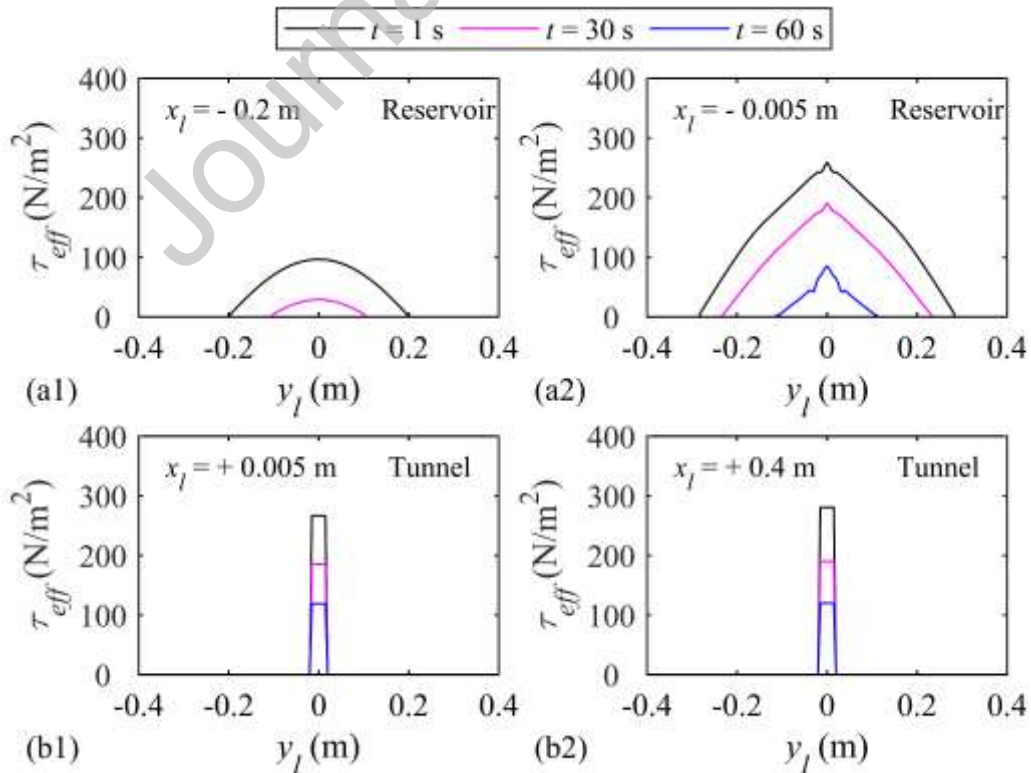 t = 1 s t = 30 s t = 60 s
x_l = - 0.2 m Reservoir
400
300
200
100
0
τ_eff (N/m²)
-0.4 -0.2 0 0.2 0.4
(a1) y_l (m)
x_l = - 0.005 m Reservoir
400
300
200
100
0
τ_eff (N/m²)
-0.4 -0.2 0 0.2 0.4
(a2) y_l (m)
x_l = + 0.005 m Tunnel
400
300
200
100
0
τ_eff (N/m²)
-0.4 -0.2 0 0.2 0.4
(b1) y_l (m)
x_l = + 0.4 m Tunnel
400
300
200
100
0
τ_eff (N/m²)
-0.4 -0.2 0 0.2 0.4
(b2) y_l (m)
Journa